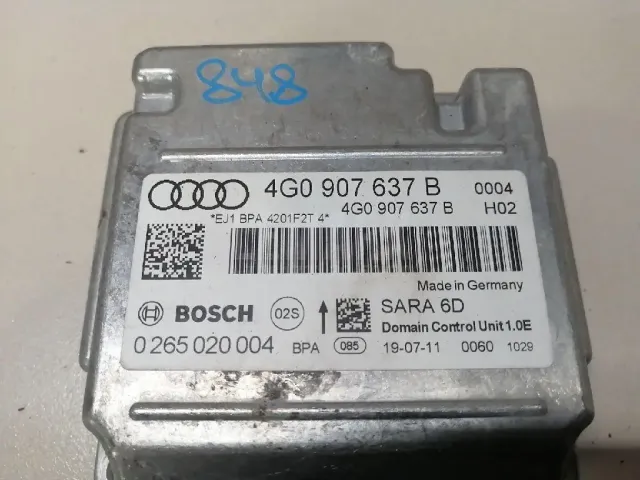 848
4G0 907 637 B 0004
*EJ1 BPA 4201F2T 4* 4G0 907 637 B H02
Made in Germany
BOSCH 02S SARA 6D
Domain Control Unit 1.0E
0 265 020 004 BPA 085 19-07-11 0060 1029